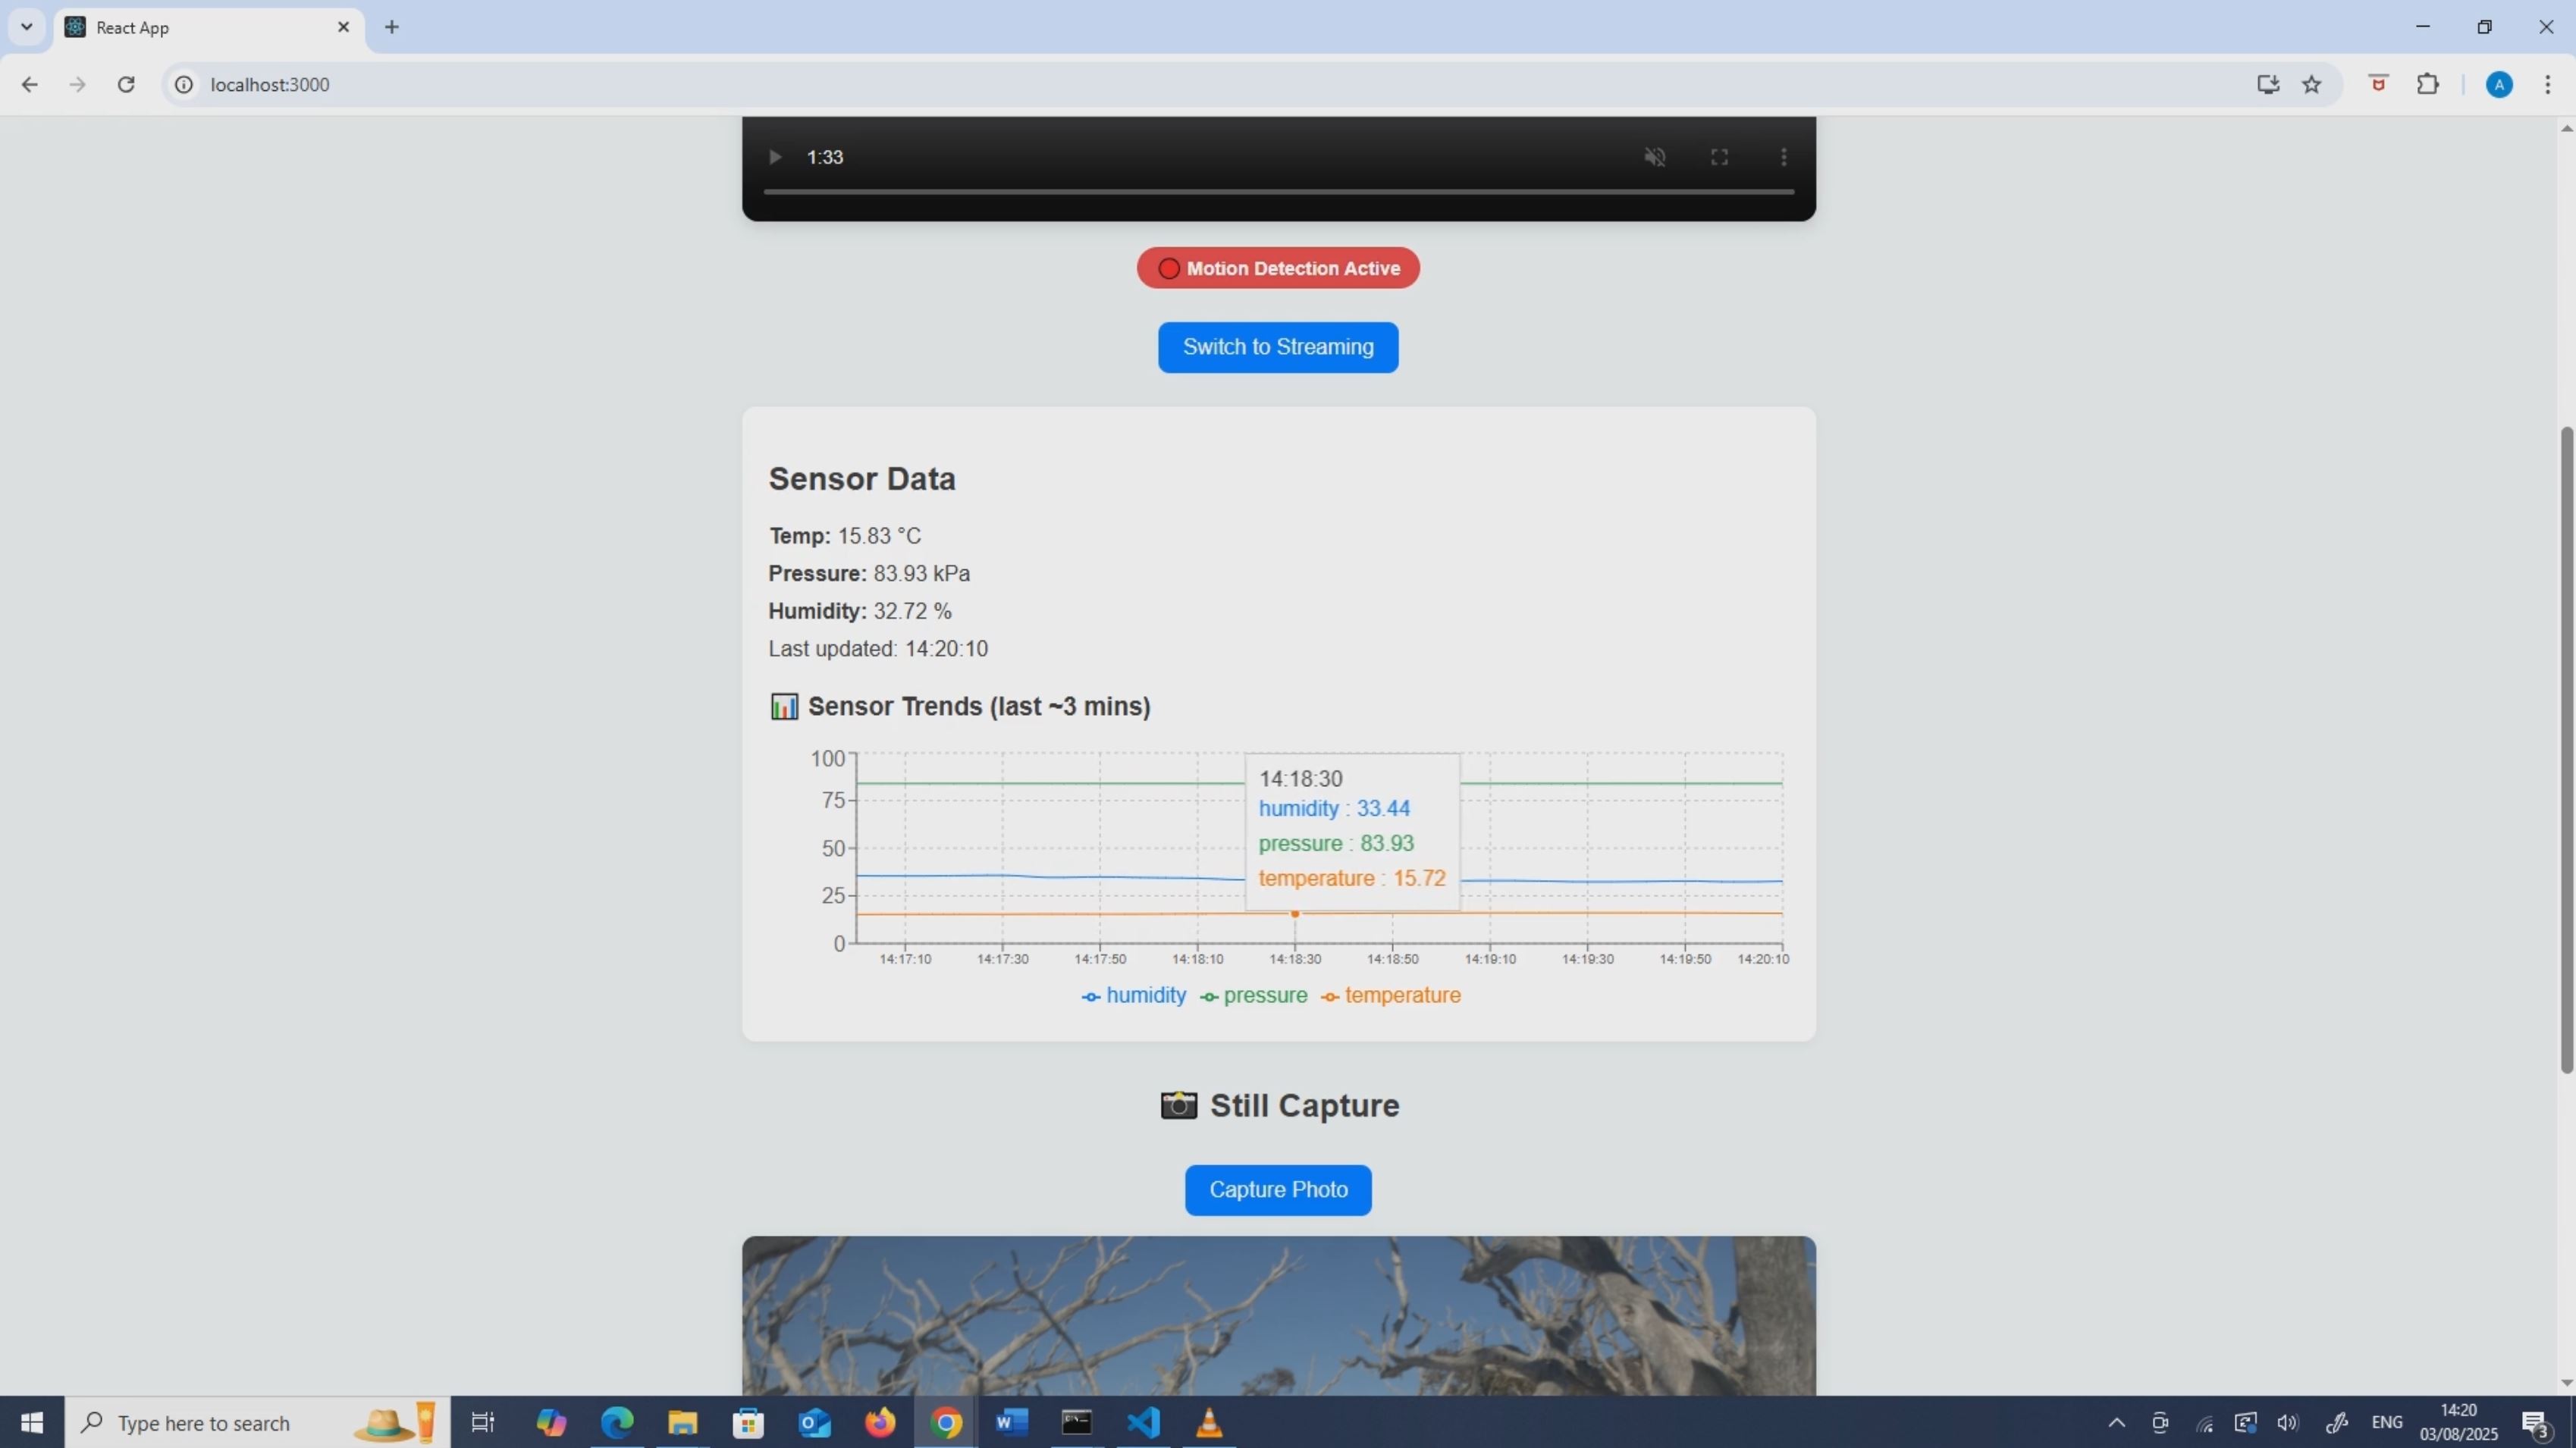 React App
localhost:3000
A
1:33
Motion Detection Active
Switch to Streaming
Sensor Data
Temp: 15.83 °C
Pressure: 83.93 kPa
Humidity: 32.72 %
Last updated: 14:20:10
Sensor Trends (last ~3 mins)
100
75
50
25
0
14:18:30
humidity : 33.44
pressure : 83.93
temperature : 15.72
14:17:10 14:17:30 14:17:50 14:18:10 14:18:30 14:18:50 14:19:10 14:19:30 14:19:50 14:20:10
humidity pressure temperature
Still Capture
Capture Photo
Type here to search
ENG
14:20
03/08/2025
3